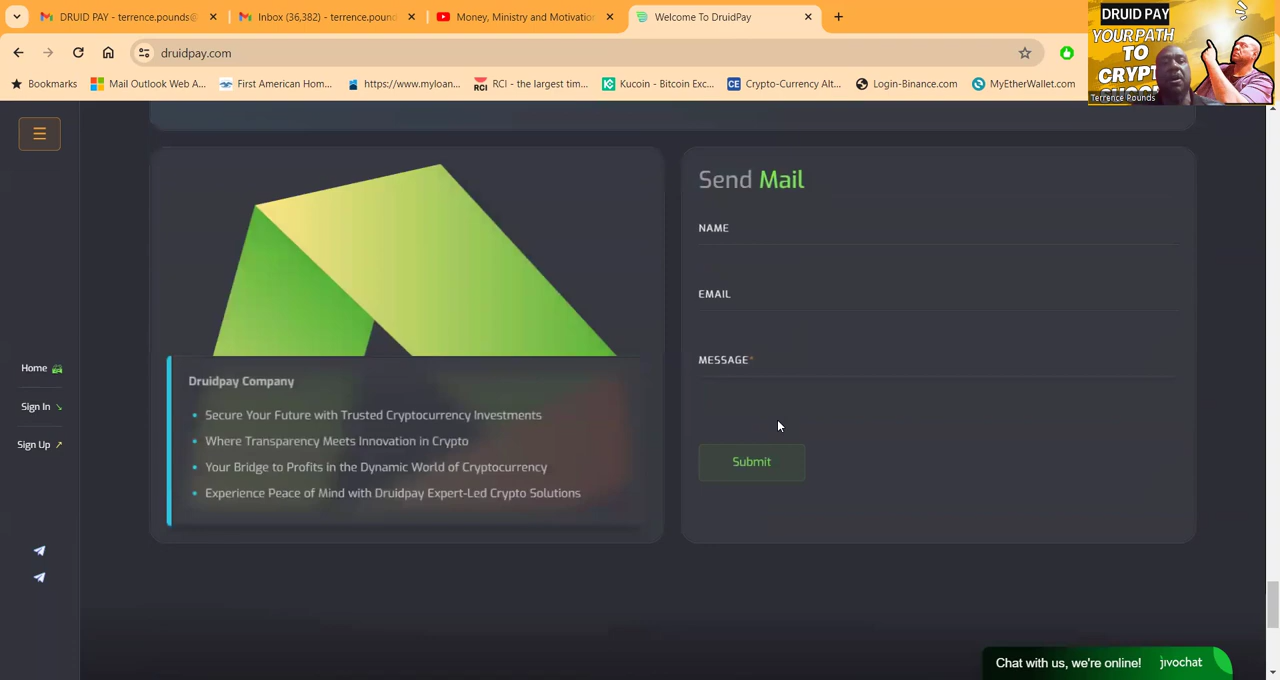 DRUID PAY - terrence.pounds@
Inbox (36,382) - terrence.poun
Money, Ministry and Motivatio
Welcome To DruidPay
druidpay.com
Bookmarks
Mail Outlook Web A...
First American Hom...
https://www.myloan...
RCI - the largest tim...
Kucoin - Bitcoin Exc...
Crypto-Currency Alt...
Login-Binance.com
MyEtherWallet.com
DRUID PAY
YOUR PATH
TO
CRYP
Terrence Pounds
Send Mail
NAME
EMAIL
MESSAGE*
Submit
Home
Sign In
Sign Up
Druidpay Company
Secure Your Future with Trusted Cryptocurrency Investments
Where Transparency Meets Innovation in Crypto
Your Bridge to Profits in the Dynamic World of Cryptocurrency
Experience Peace of Mind with Druidpay Expert-Led Crypto Solutions
Chat with us, we're online! jivochat